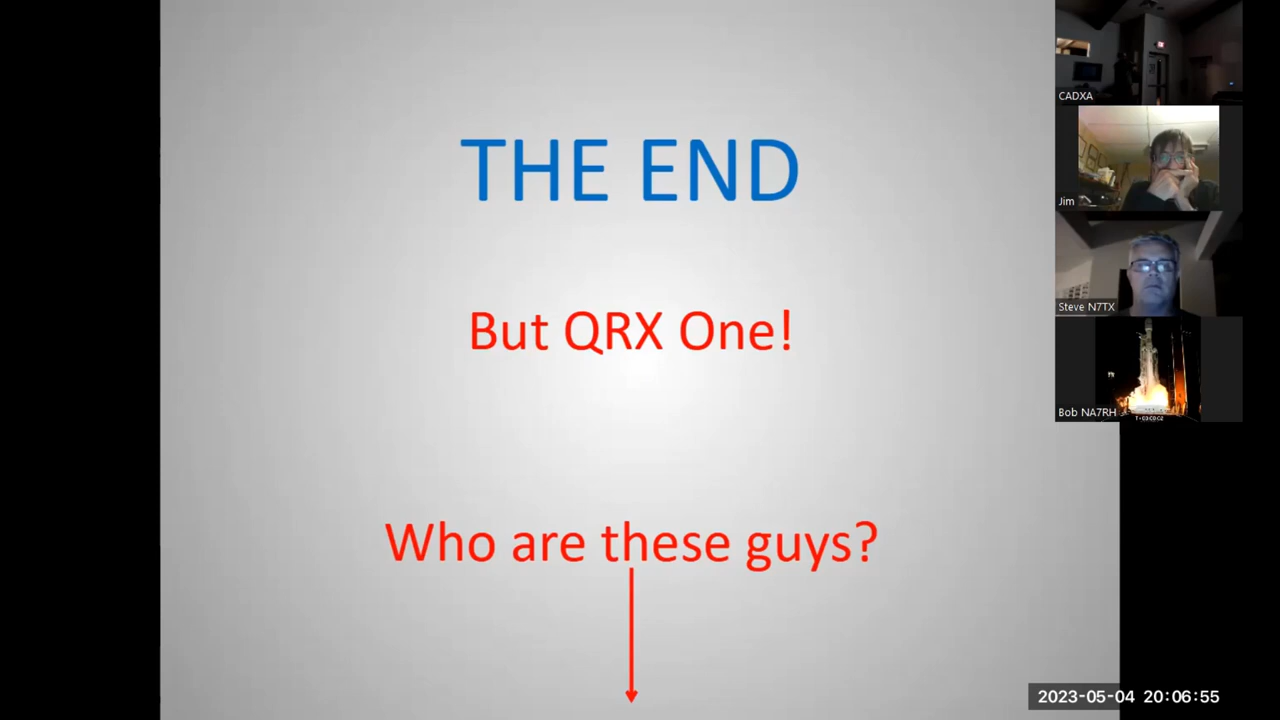 THE END
But QRX One!
Who are these guys?
CADXA
Jim
Steve N7TX
Bob NA7RH
2023-05-04 20:06:55